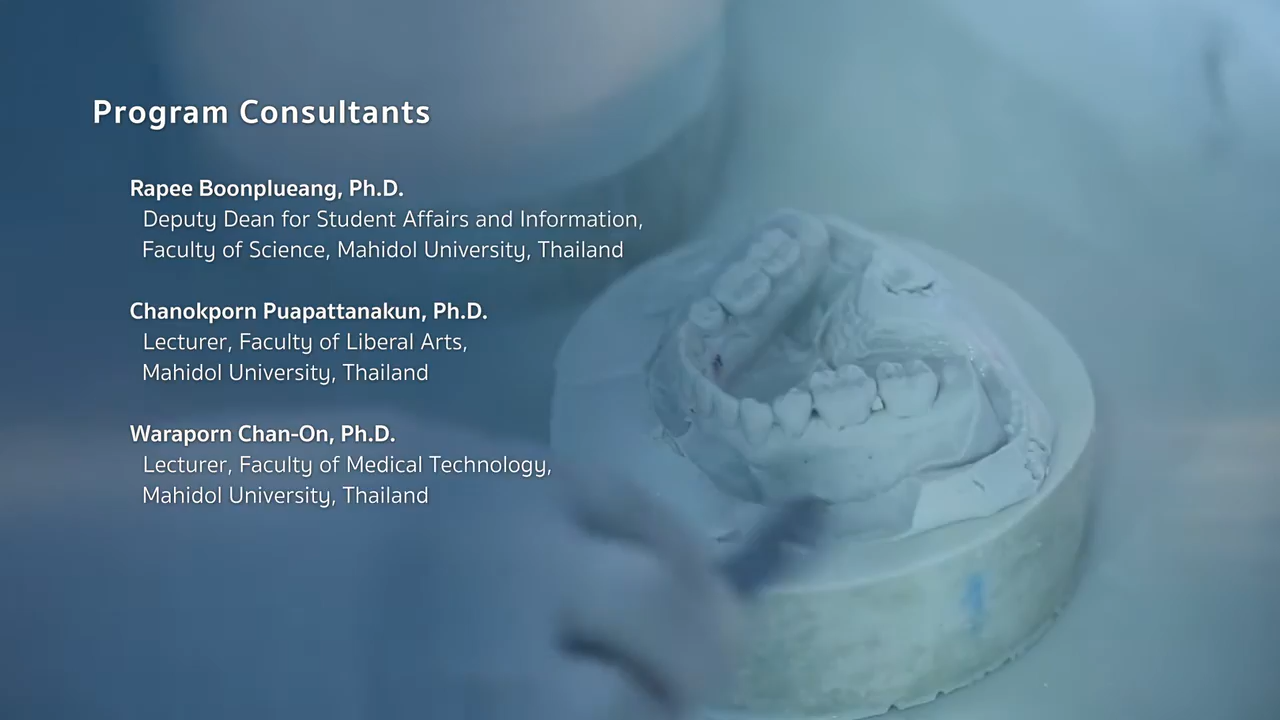 Program Consultants
Rapee Boonplueang, Ph.D.
Deputy Dean for Student Affairs and Information,
Faculty of Science, Mahidol University, Thailand
Chanokporn Puapattanakun, Ph.D.
Lecturer, Faculty of Liberal Arts,
Mahidol University, Thailand
Waraporn Chan-On, Ph.D.
Lecturer, Faculty of Medical Technology,
Mahidol University, Thailand